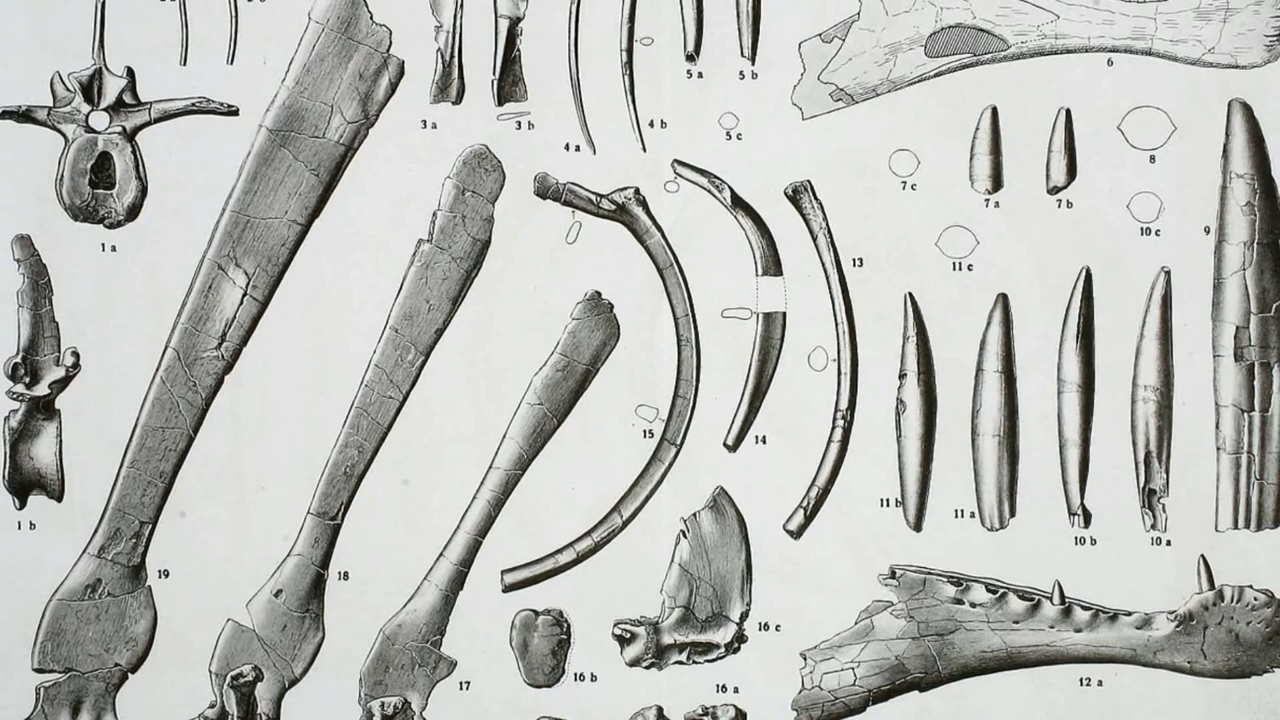 3 a
3 b
4 a
4 b
5 a
5 b
5 c
6
1 a
7 c
7 a
7 b
8
10 c
9
11 c
13
1 b
15
14
11 b
11 a
10 b
10 a
19
18
17
16 b
16 c
16 a
12 a